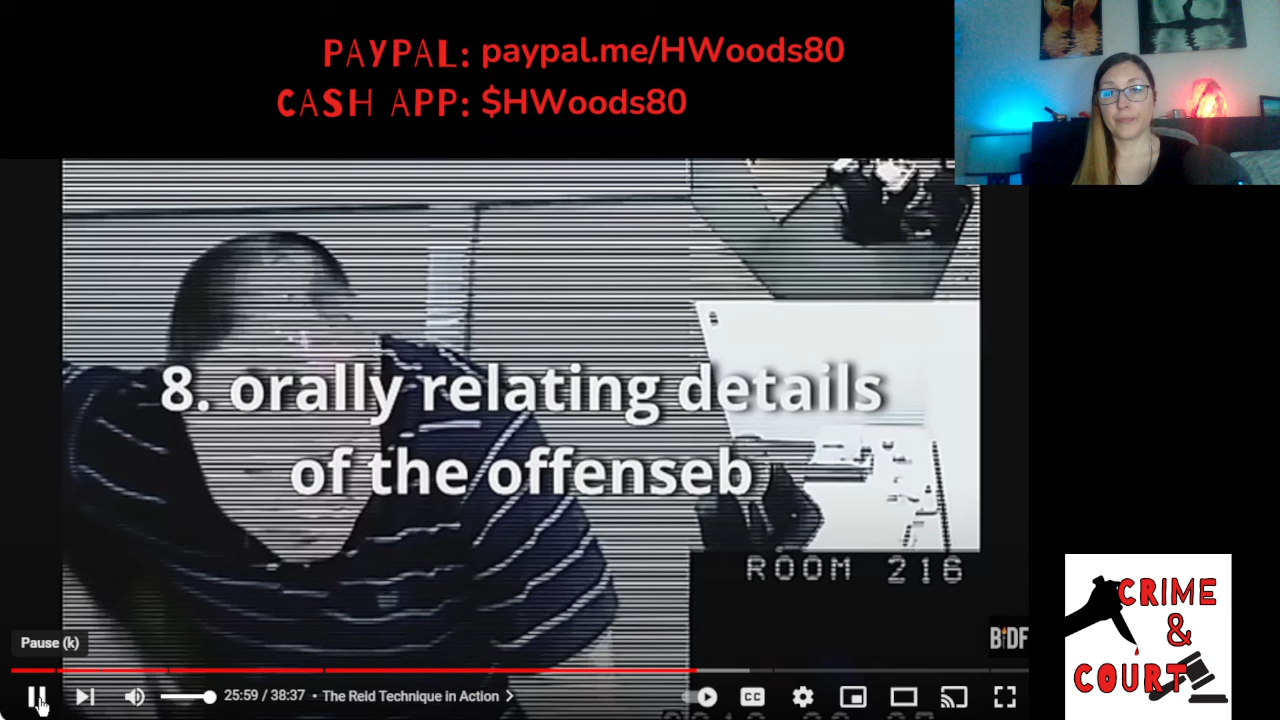 PAYPAL: paypal.me/HWoods80
CASH APP: $HWoods80
8. orally relating details
of the offenseb
ROOM 216
BIDF
Pause (k)
25:59 / 38:37 • The Reid Technique in Action
CC
CRIME
&
COURT